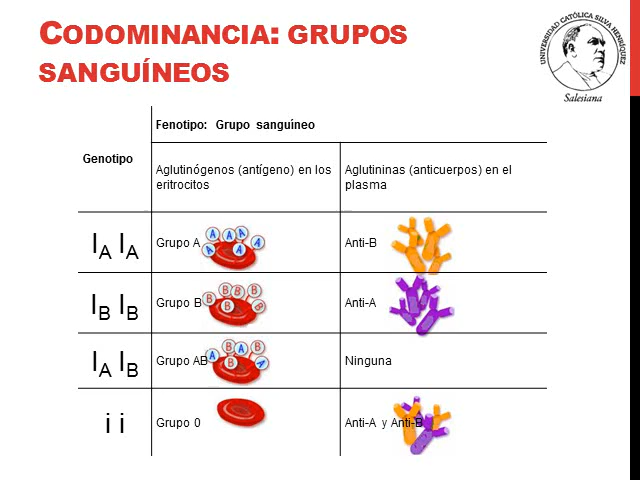 CODOMINANCIA: GRUPOS
SANGUÍNEOS
UNIVERSIDAD CATÓLICA SILVA HENRÍQUEZ
Salesiana
Fenotipo: Grupo sanguíneo
Genotipo
Aglutinógenos (antígeno) en los
eritrocitos
Aglutininas (anticuerpos) en el
plasma
IA IA
Grupo A
A A A A A
Anti-B
IB IB
Grupo B
B B B B B B
Anti-A
IA IB
Grupo AB
A B A B B A
Ninguna
i i
Grupo 0
Anti-A y Anti-B